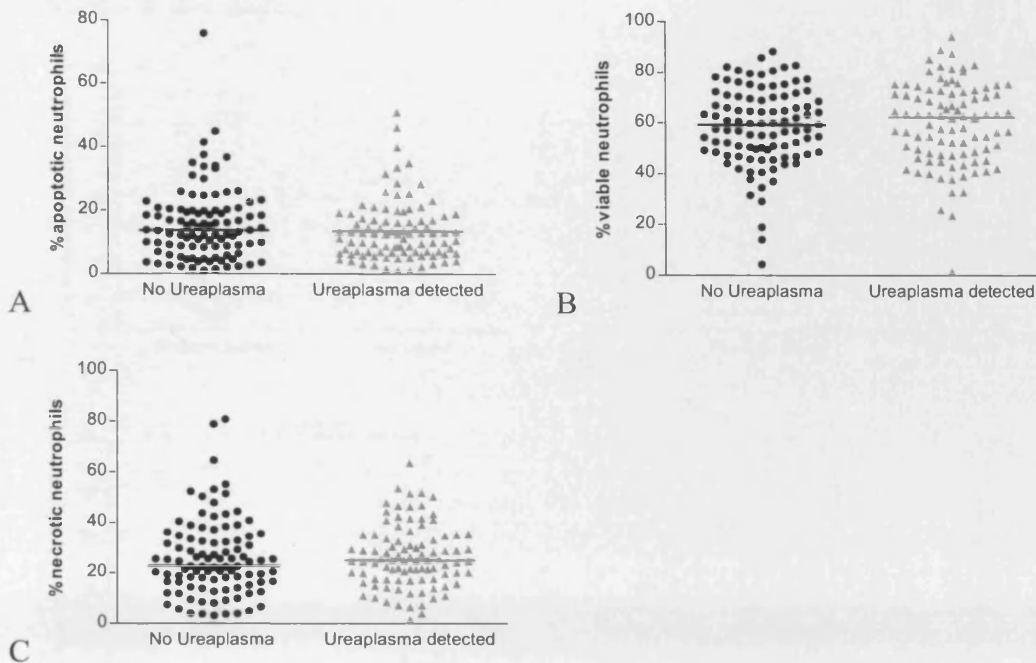 80
60
40
20
0
%apoptotic neutrophils
No Ureaplasma
Ureaplasma detected
A
100
80
60
40
20
0
%viable neutrophils
No Ureaplasma
Ureaplasma detected
B
100
80
60
40
20
0
%necrotic neutrophils
No Ureaplasma
Ureaplasma detected
C